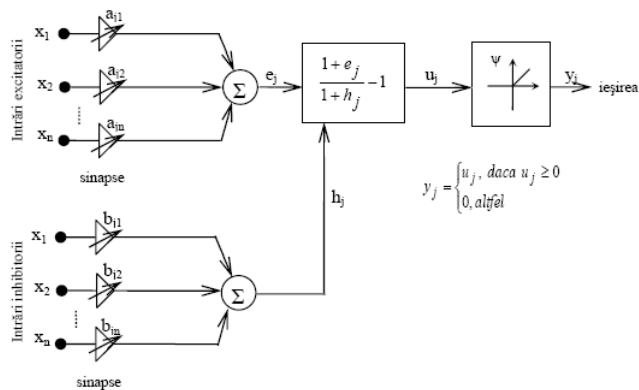 Intrări excitatorii
x1
aj1
x2
aj2
xn
ajn
sinapse
Σ
ej
1 + ej / 1 + hj − 1
uj
Ψ
yj
ieşirea
hj
yj = { uj, daca uj ≥ 0
0, altfel
Intrări inhibitorii
x1
bj1
x2
bj2
xn
bjn
sinapse
Σ